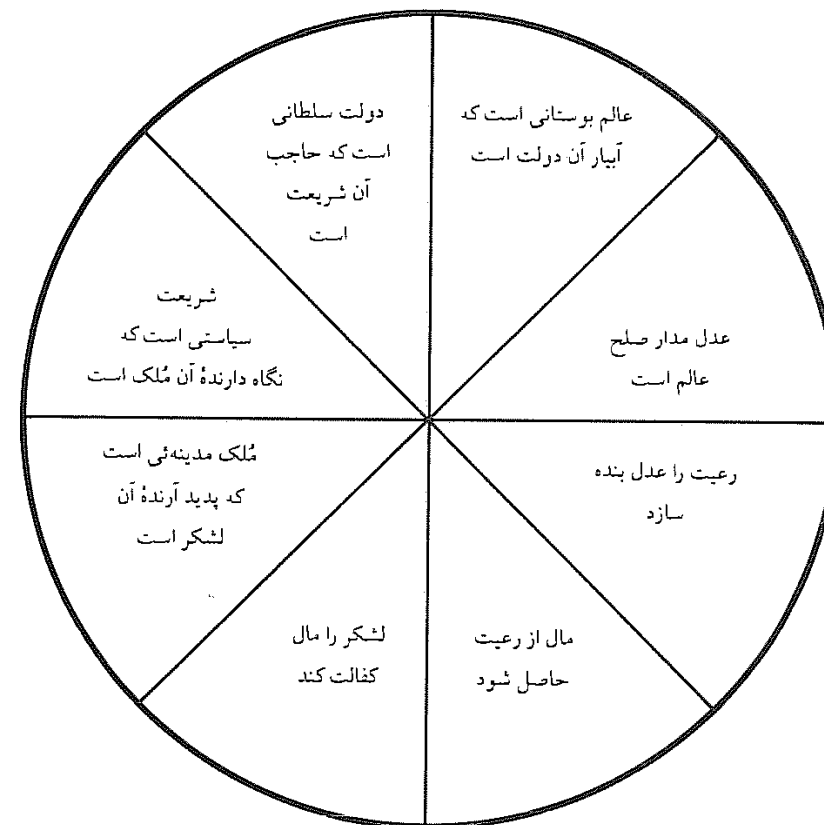 عالم بوستانی است که
آبیار آن دولت است
دولت سلطانی
است که حاجب
آن شریعت
است
شریعت
سیاستی است که
نگاه دارندهٔ آن مُلک است
مُلک مدینه‌ئی است
که پدید آرندهٔ آن
لشکر است
لشکر را مال
کفالت کند
مال از رعیت
حاصل شود
رعیت را عدل بنده
سازد
عدل مدار صلح
عالم است